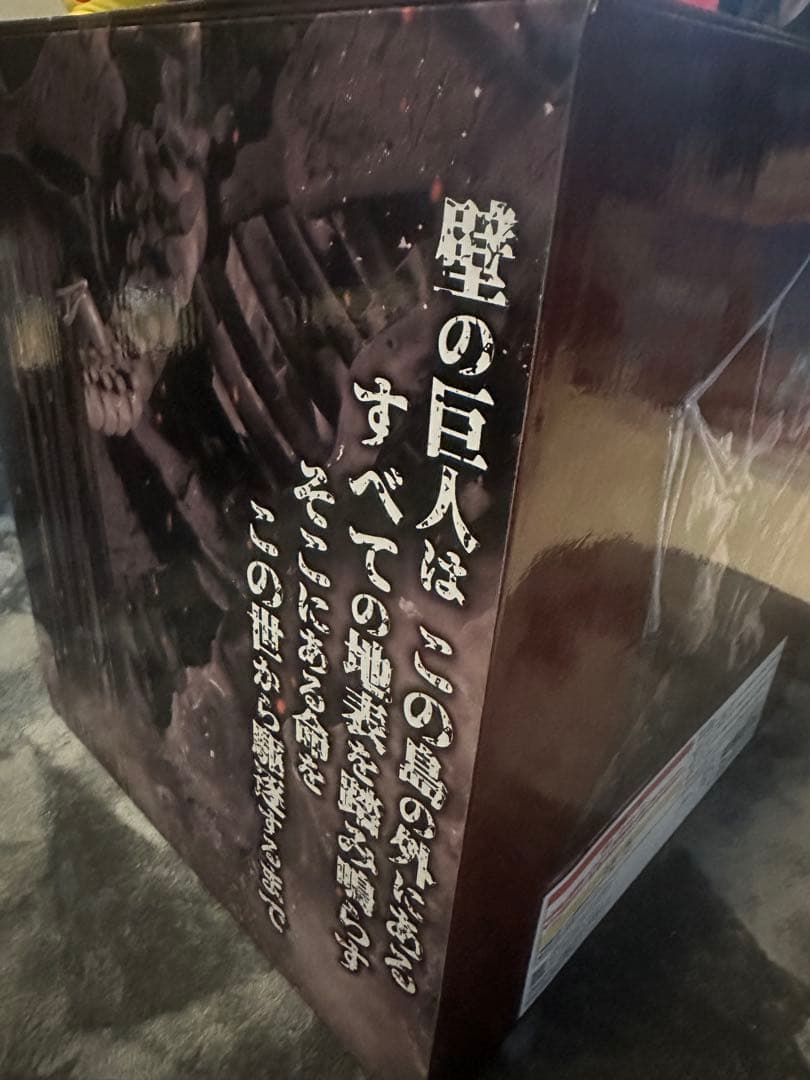 壁の巨人は この島の外にある
すべての地表を踏み鳴らす
そこにある命を
この世から駆逐するまで